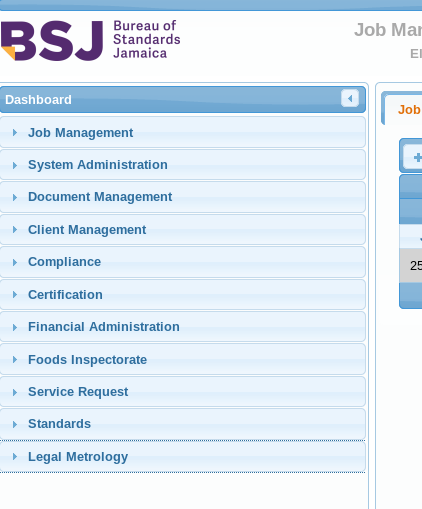 BSJ
Bureau of
Standards
Jamaica
Job Mar
El
Dashboard
Job
Job Management
System Administration
Document Management
Client Management
Compliance
25
Certification
Financial Administration
Foods Inspectorate
Service Request
Standards
Legal Metrology